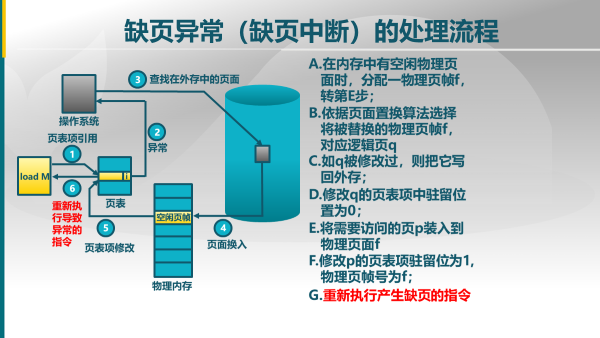 缺页异常（缺页中断）的处理流程
3 查找在外存中的页面
操作系统
页表项引用
2
异常
1
load M
i
6
页表
重新执
行导致
异常的
指令
5
页表项修改
空闲页帧
4
页面换入
物理内存
A.在内存中有空闲物理页
面时，分配一物理页帧f，
转第E步；
B.依据页面置换算法选择
将被替换的物理页帧f，
对应逻辑页q
C.如q被修改过，则把它写
回外存；
D.修改q的页表项中驻留位
置为0；
E.将需要访问的页p装入到
物理页面f
F.修改p的页表项驻留位为1，
物理页帧号为f；
G.重新执行产生缺页的指令